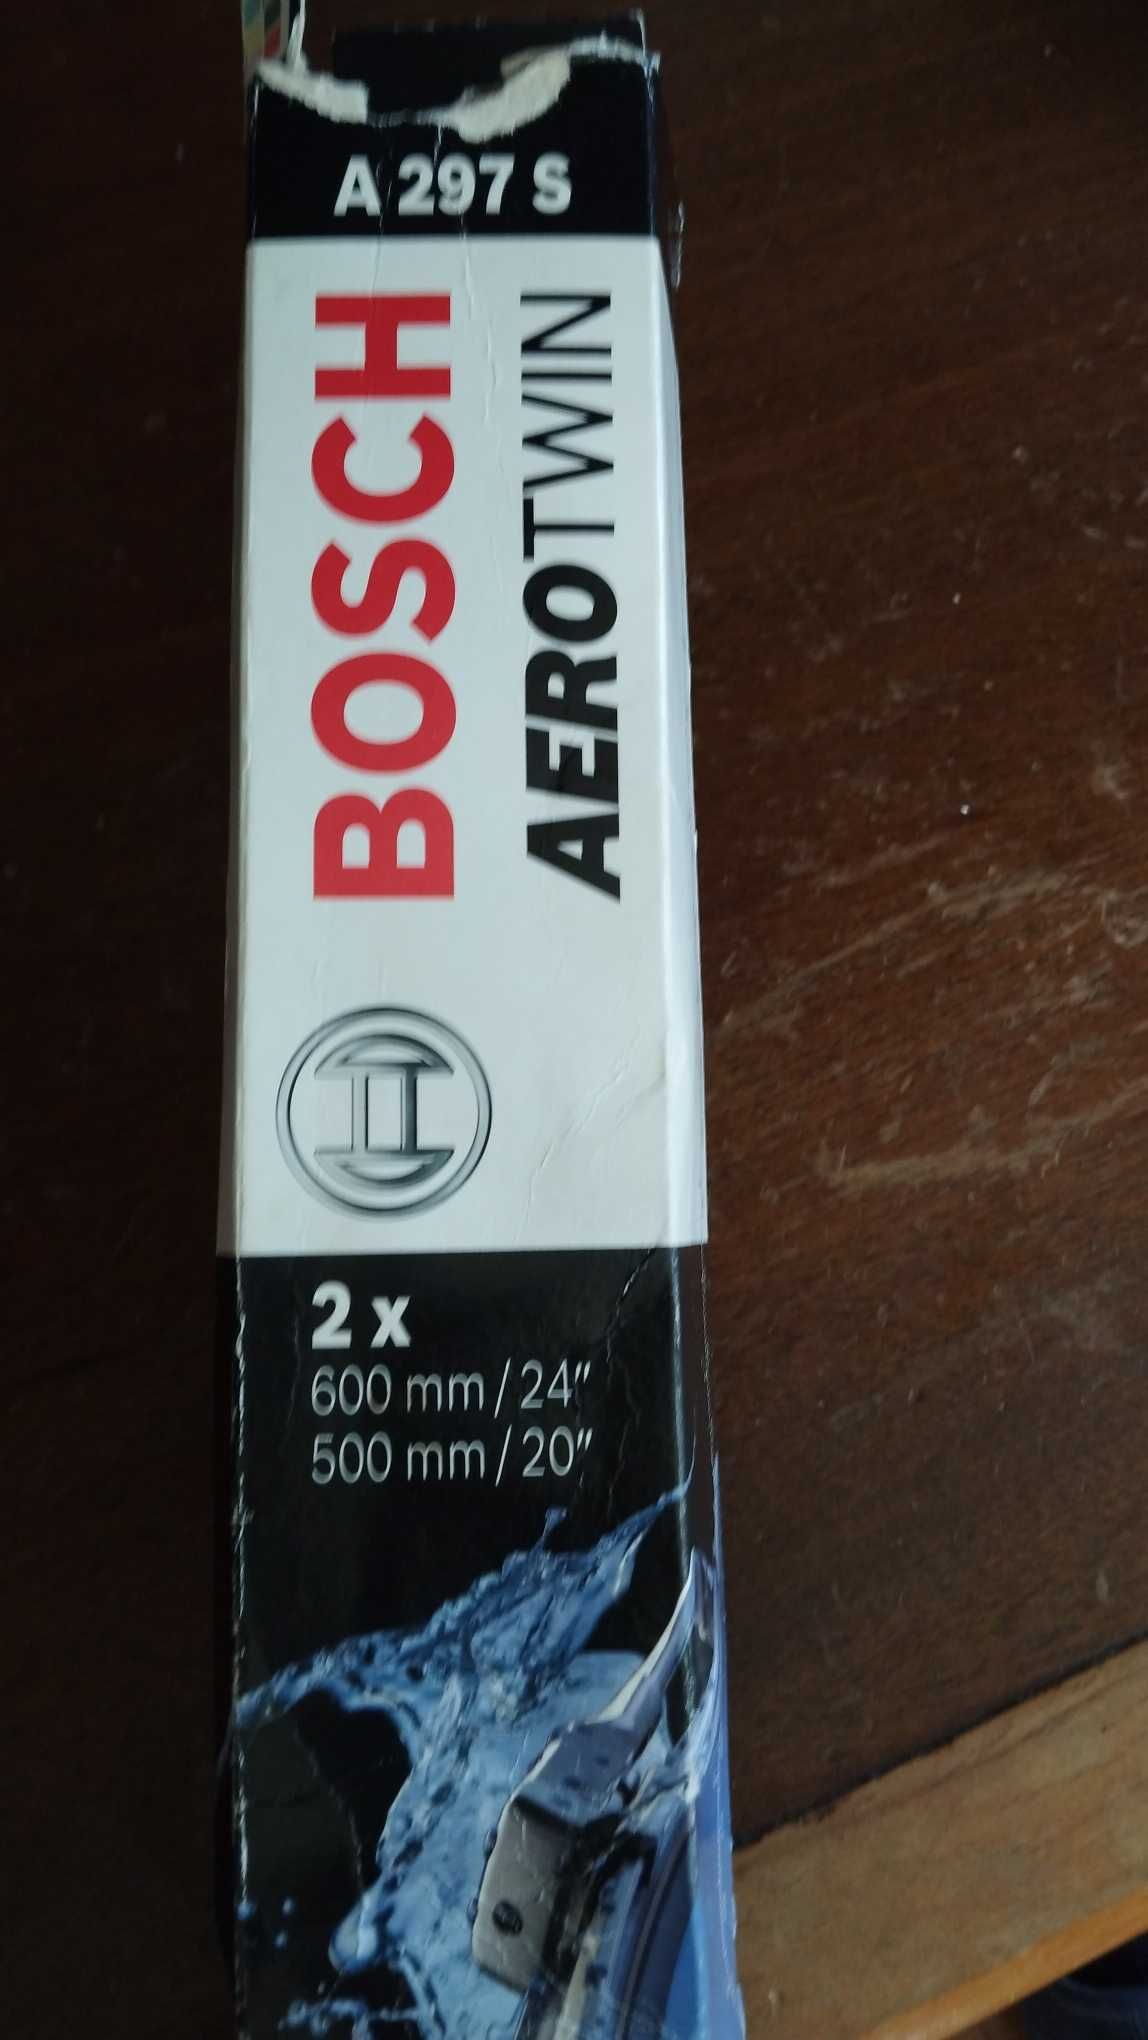 A 297 S
BOSCH
AEROTWIN
2 x
600 mm / 24"
500 mm / 20"